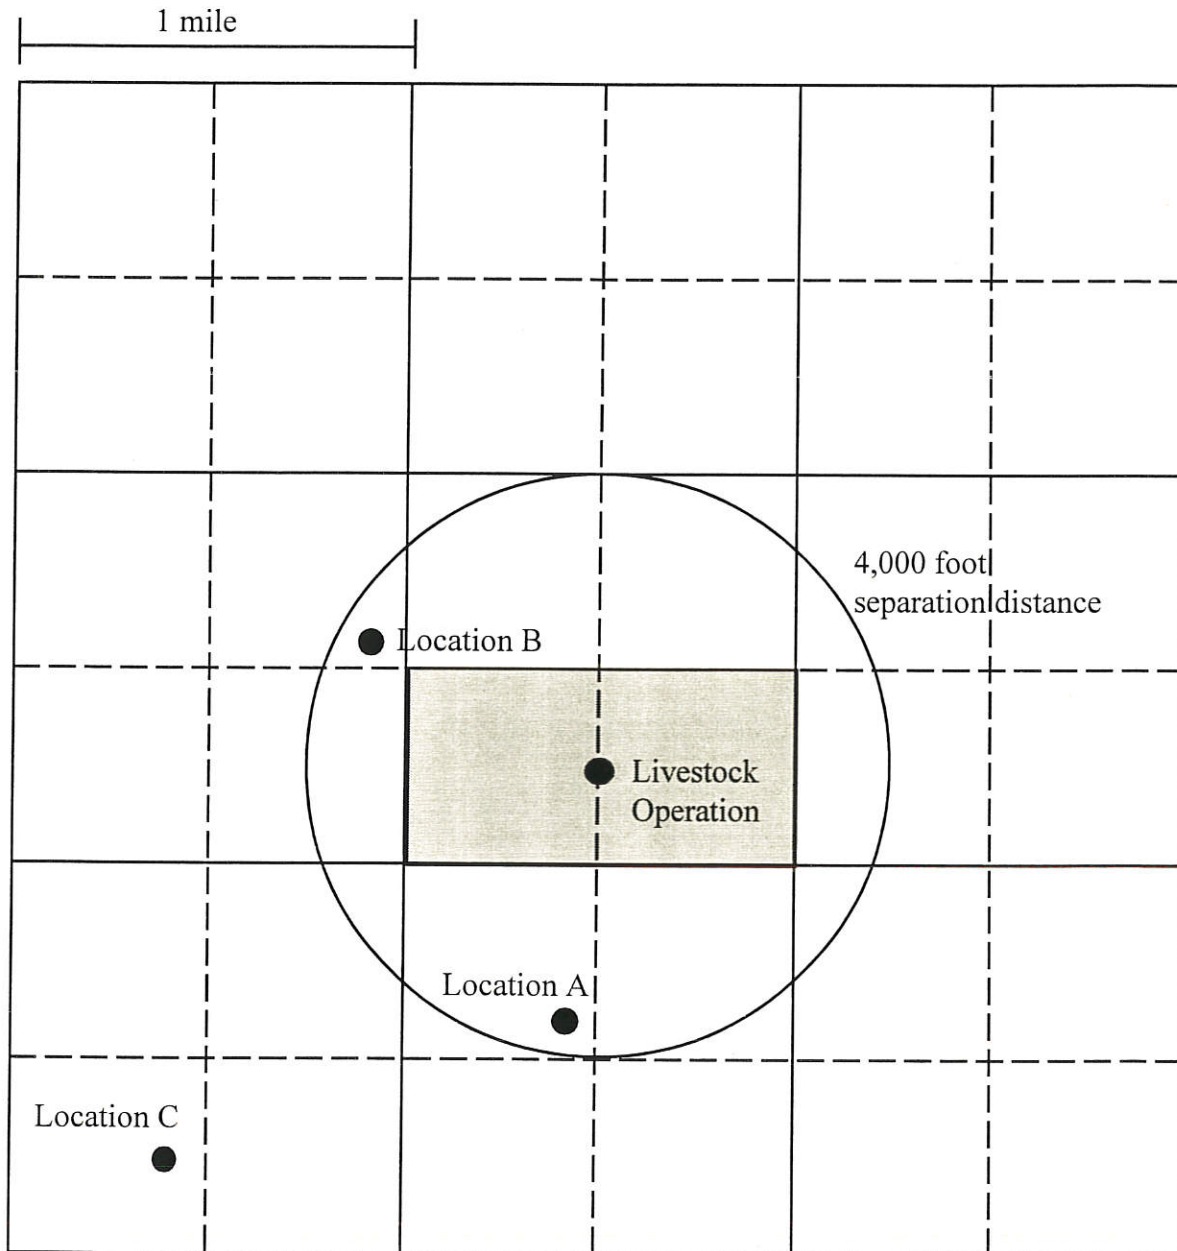 1 mile
4,000 foot
separation distance
Location B
Livestock
Operation
Location A
Location C